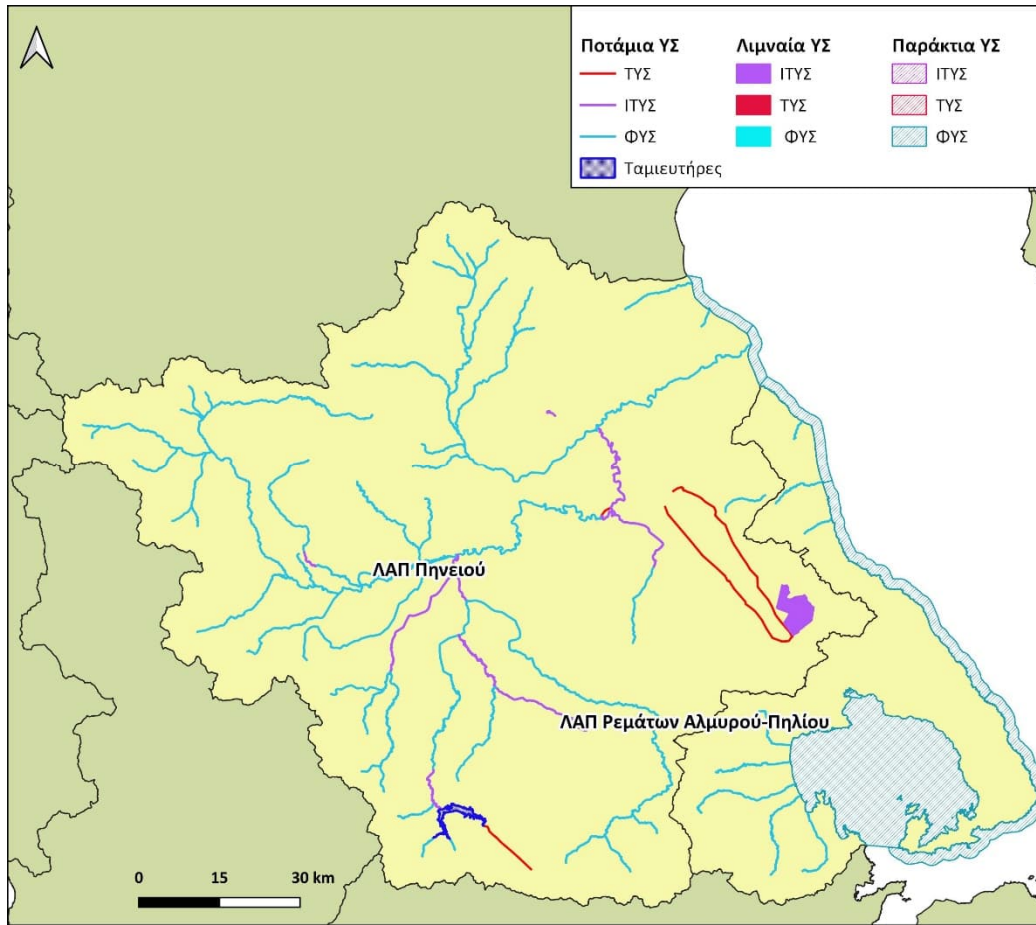 Ποτάμια ΥΣ
ΤΥΣ
ΙΤΥΣ
ΦΥΣ
Ταμιευτήρες
Λιμναία ΥΣ
ΙΤΥΣ
ΤΥΣ
ΦΥΣ
Παράκτια ΥΣ
ΙΤΥΣ
ΤΥΣ
ΦΥΣ
ΛΑΠ Πηνειού
ΛΑΠ Ρεμάτων Αλμυρού-Πηλίου
0 15 30 km